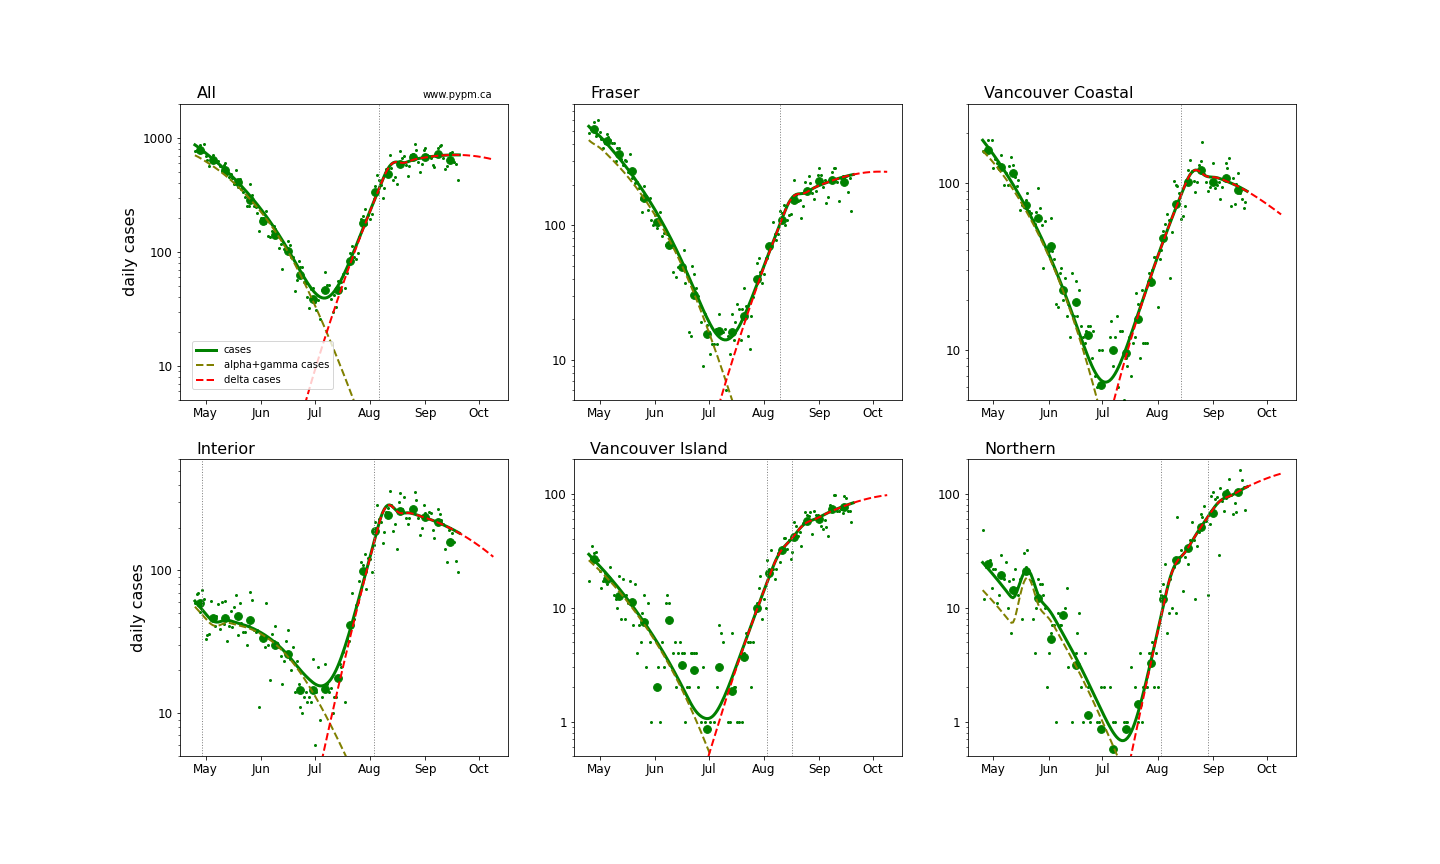 All
www.pypm.ca
Fraser
Vancouver Coastal
daily cases
1000
100
10
cases
alpha+gamma cases
delta cases
May Jun Jul Aug Sep Oct
100
10
May Jun Jul Aug Sep Oct
100
10
May Jun Jul Aug Sep Oct
Interior
Vancouver Island
Northern
daily cases
100
10
May Jun Jul Aug Sep Oct
100
10
1
May Jun Jul Aug Sep Oct
100
10
1
May Jun Jul Aug Sep Oct